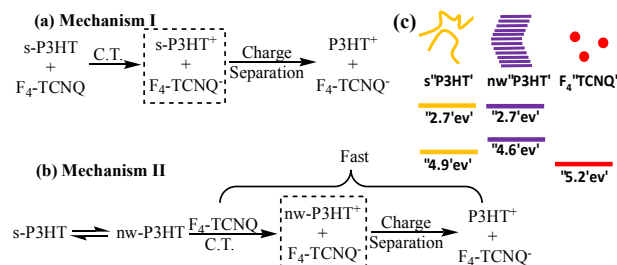 (a) Mechanism I
s-P3HT
+
F₄-TCNQ
C.T.
s-P3HT⁺
+
F₄-TCNQ⁻
Charge
Separation
P3HT⁺
+
F₄-TCNQ⁻
(c)
s"P3HT' nw"P3HT' F₄"TCNQ'
"2.7'ev' "2.7'ev'
"4.9'ev' "4.6'ev' "5.2'ev'
(b) Mechanism II
Fast
s-P3HT
nw-P3HT
F₄-TCNQ
C.T.
nw-P3HT⁺
+
F₄-TCNQ⁻
Charge
Separation
P3HT⁺
+
F₄-TCNQ⁻